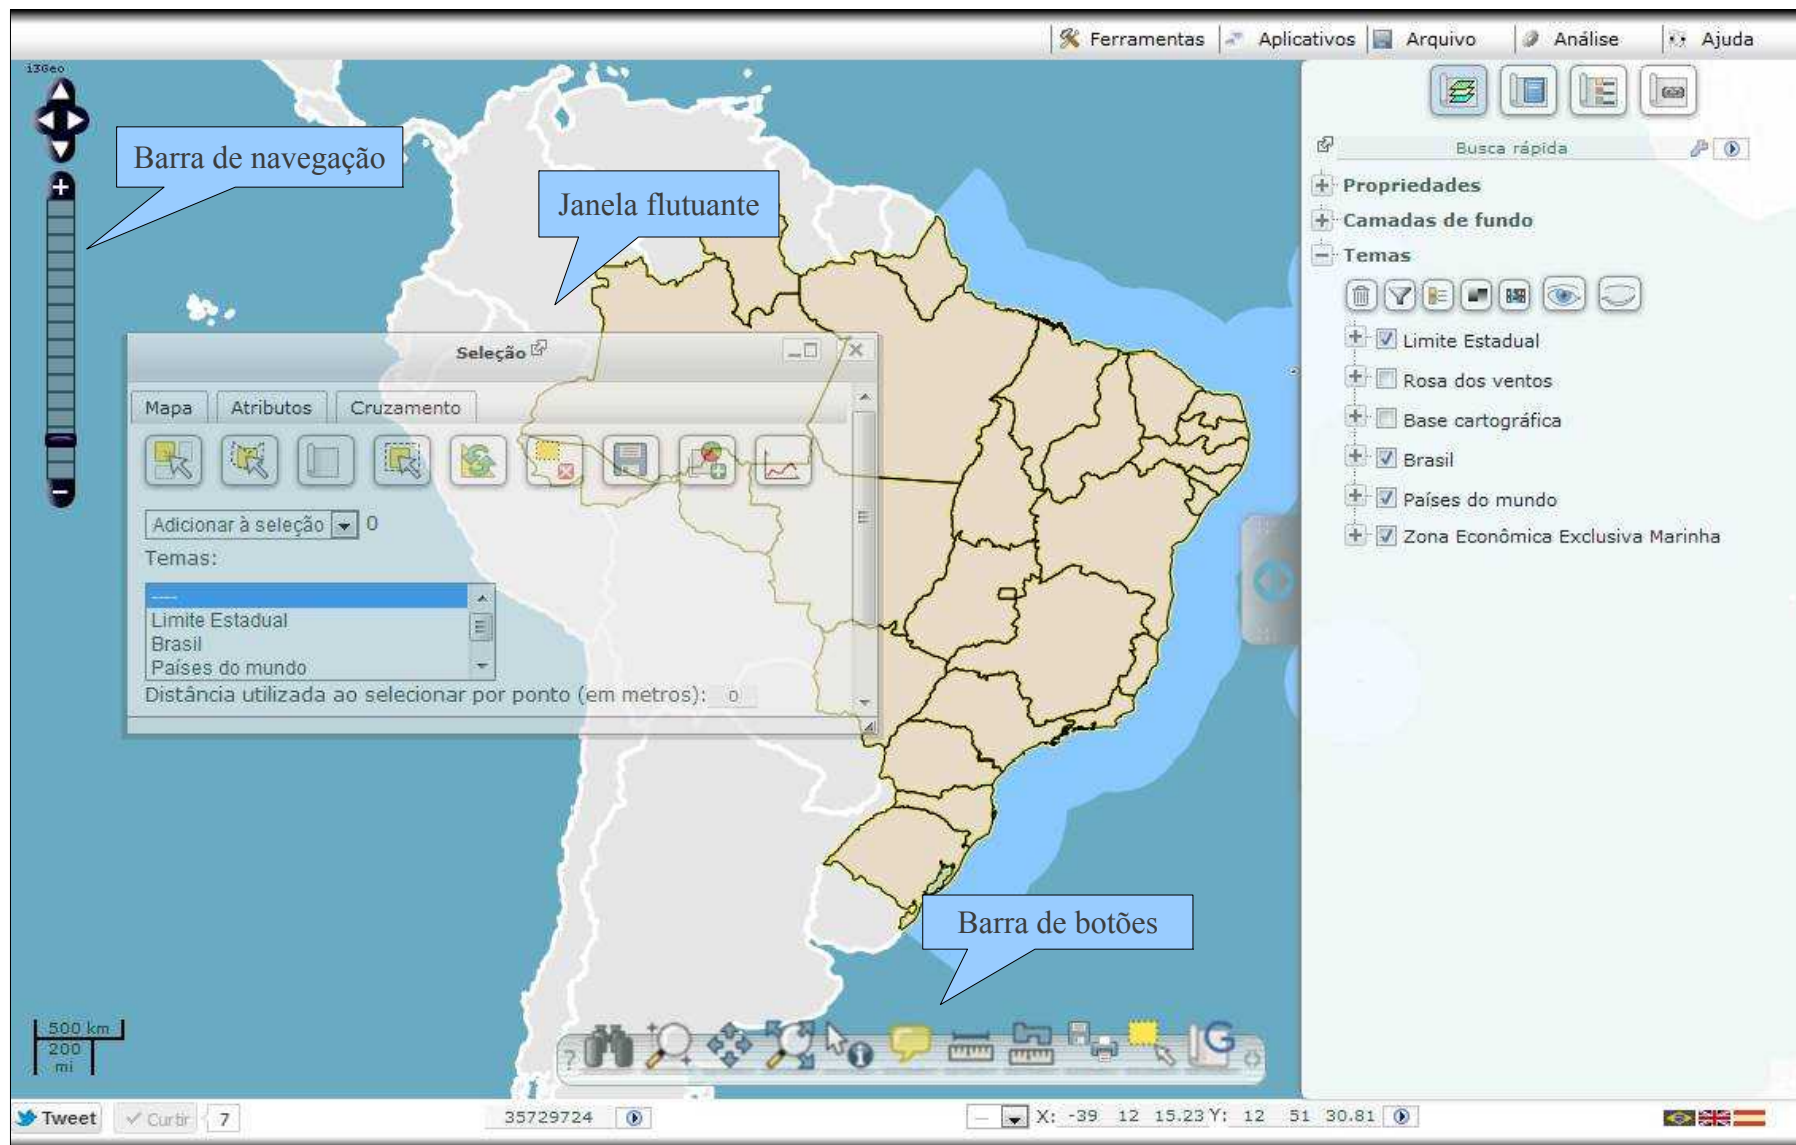 Ferramentas Aplicativos Arquivo Análise Ajuda
i3Geo
Barra de navegação
Janela flutuante
Busca rápida
Propriedades
Camadas de fundo
Temas
Limite Estadual
Rosa dos ventos
Base cartográfica
Brasil
Países do mundo
Zona Econômica Exclusiva Marinha
Seleção
Mapa Atributos Cruzamento
Adicionar à seleção 0
Temas:
----
Limite Estadual
Brasil
Países do mundo
Distância utilizada ao selecionar por ponto (em metros): 0
Barra de botões
500 km
200
mi
? G
Tweet Curtir 7 35729724 -- X: -39 12 15.23 Y: 12 51 30.81